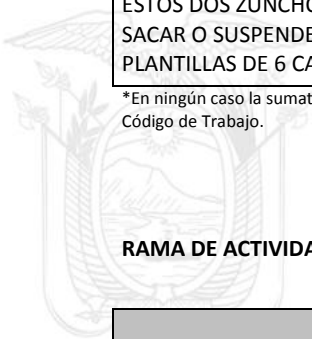 ESTOS DOS ZUNCHO
SACAR O SUSPENDE
PLANTILLAS DE 6 CA
*En ningún caso la sumat
Código de Trabajo.
RAMA DE ACTIVIDA